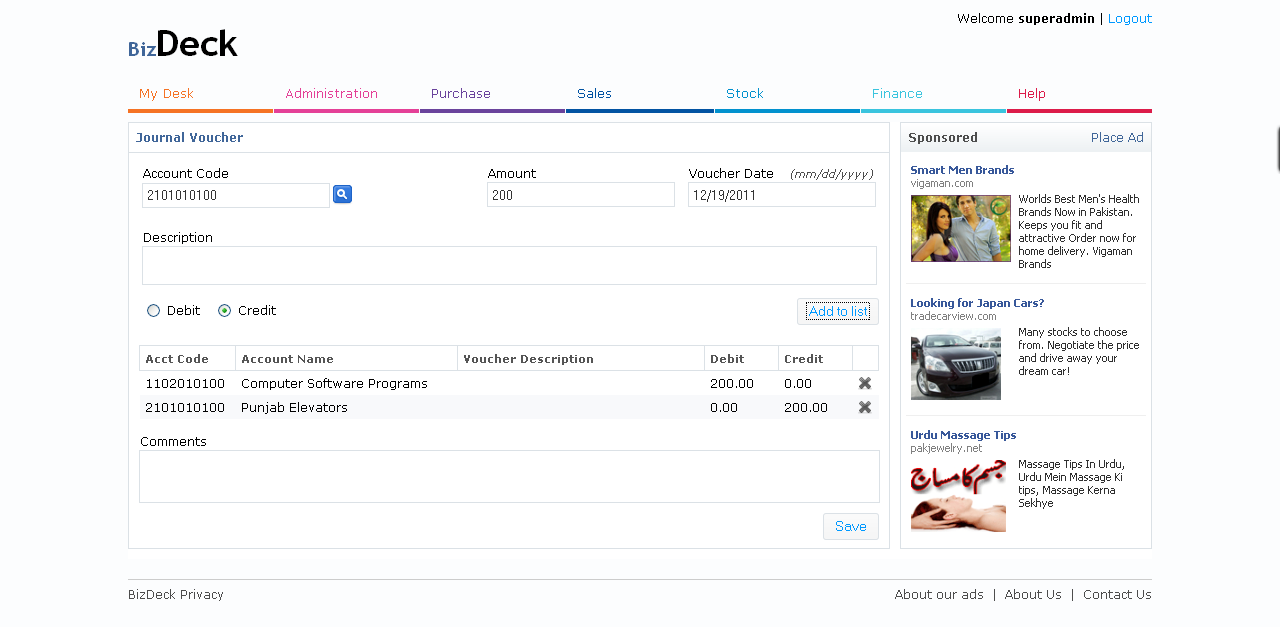 Welcome superadmin | Logout
BizDeck
My Desk
Administration
Purchase
Sales
Stock
Finance
Help
Journal Voucher
Account Code
2101010100
Amount
200
Voucher Date (mm/dd/yyyy)
12/19/2011
Description
Debit
Credit
Add to list
Acct Code Account Name Voucher Description Debit Credit
1102010100 Computer Software Programs 200.00 0.00
2101010100 Punjab Elevators 0.00 200.00
Comments
Save
Sponsored Place Ad
Smart Men Brands
vigaman.com
Worlds Best Men's Health
Brands Now in Pakistan.
Keeps you fit and
attractive Order now for
home delivery. Vigaman
Brands
Looking for Japan Cars?
tradecarview.com
Many stocks to choose
from. Negotiate the price
and drive away your
dream car!
Urdu Massage Tips
pakjewelry.net
جسم کا مساج
Massage Tips In Urdu,
Urdu Mein Massage Ki
tips, Massage Kerna
Sekhye
BizDeck Privacy
About our ads | About Us | Contact Us